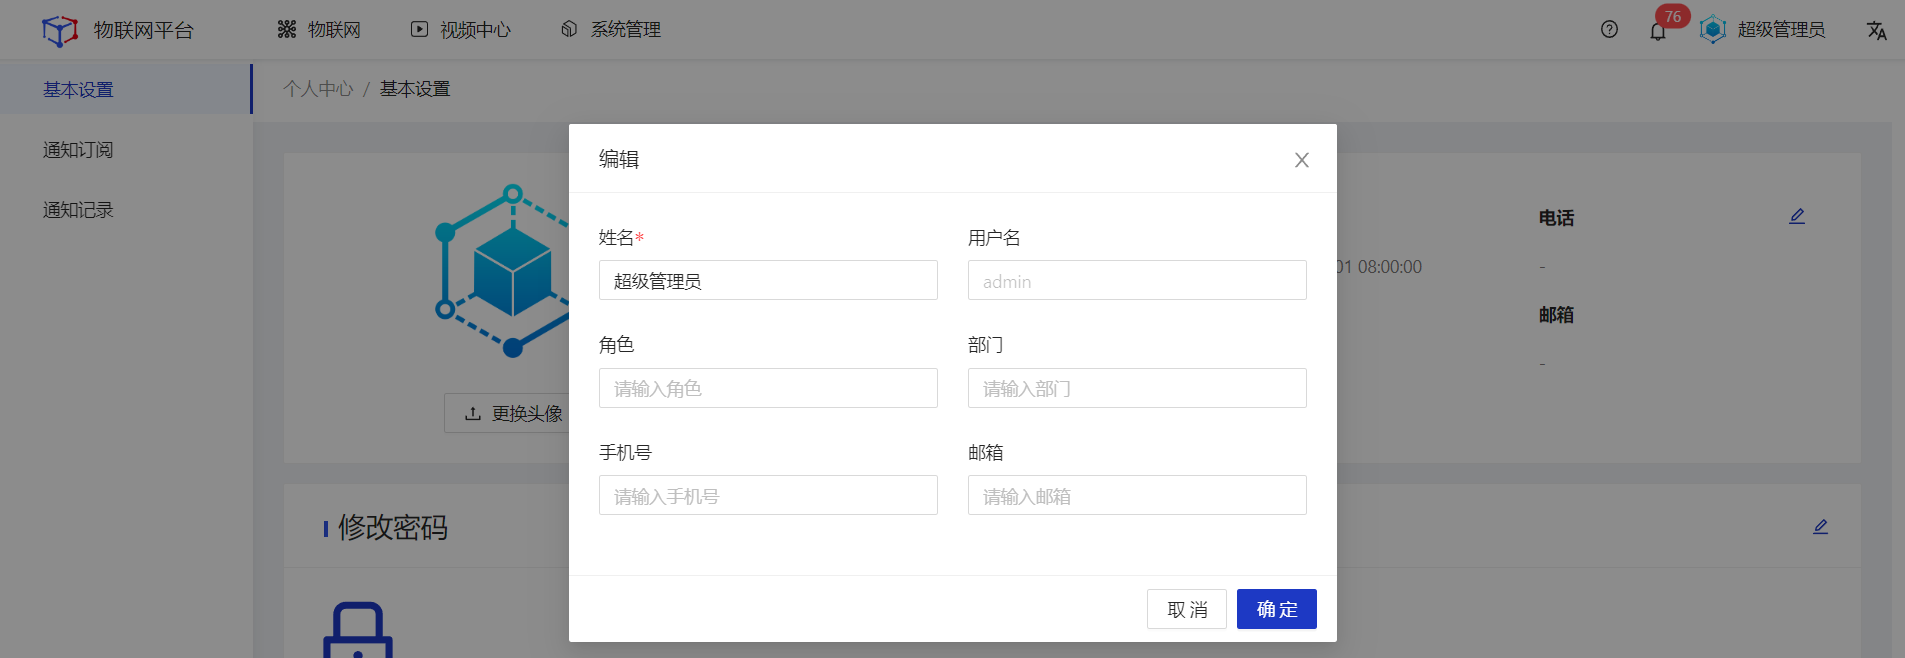 物联网平台
物联网
视频中心
系统管理
76
超级管理员
基本设置
通知订阅
通知记录
个人中心 / 基本设置
更换头像
编辑
姓名*
超级管理员
用户名
admin
角色
请输入角色
部门
请输入部门
手机号
请输入手机号
邮箱
请输入邮箱
取 消
确 定
01 08:00:00
电话
-
邮箱
-
修改密码